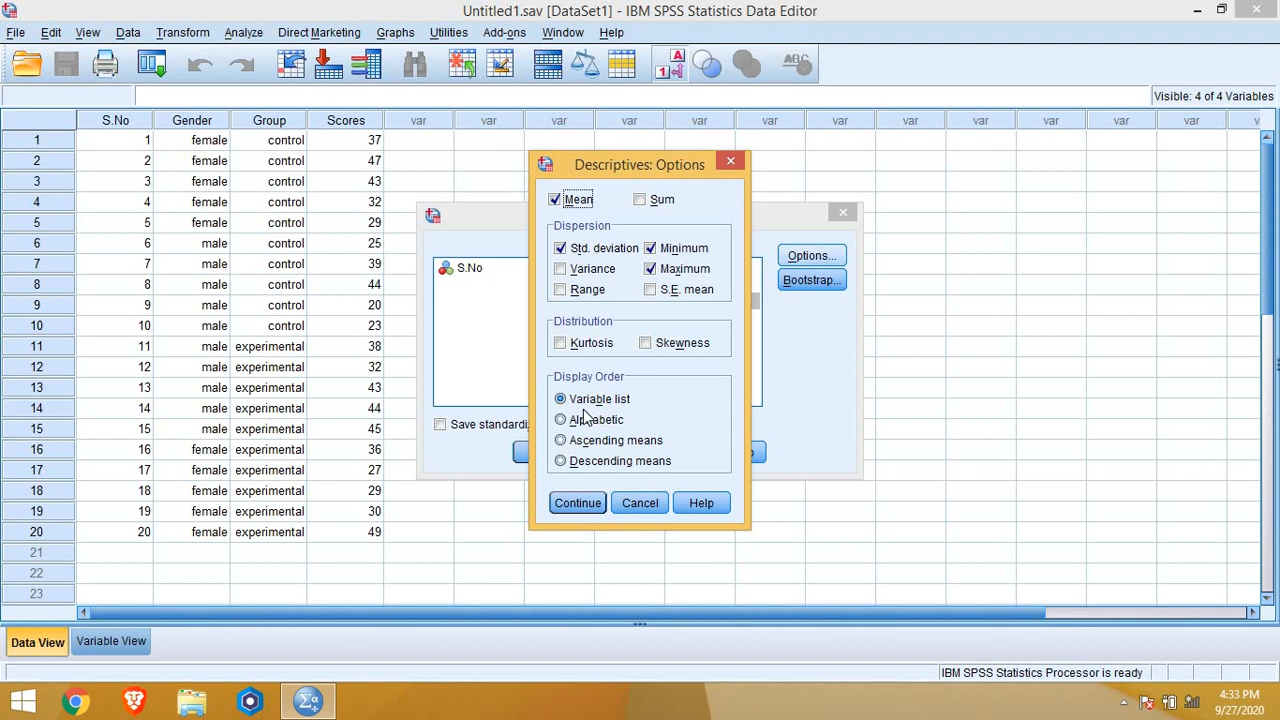 Untitled1.sav [DataSet1] - IBM SPSS Statistics Data Editor
File Edit View Data Transform Analyze Direct Marketing Graphs Utilities Add-ons Window Help
Visible: 4 of 4 Variables
S.No Gender Group Scores var var var var var var var var var var var var
1 1 female control 37
2 2 female control 47
3 3 female control 43
4 4 female control 32
5 5 female control 29
6 6 male control 25
7 7 male control 39
8 8 male control 44
9 9 male control 20
10 10 male control 23
11 11 male experimental 38
12 12 male experimental 32
13 13 male experimental 43
14 14 male experimental 44
15 15 male experimental 45
16 16 female experimental 36
17 17 female experimental 27
18 18 female experimental 29
19 19 female experimental 30
20 20 female experimental 49
21
22
23
S.No
Save standardi
Options...
Bootstrap...
Descriptives: Options
Mean Sum
Dispersion
Std. deviation Minimum
Variance Maximum
Range S.E. mean
Distribution
Kurtosis Skewness
Display Order
Variable list
Alphabetic
Ascending means
Descending means
Continue Cancel Help
Data View Variable View
IBM SPSS Statistics Processor is ready
4:33 PM
9/27/2020